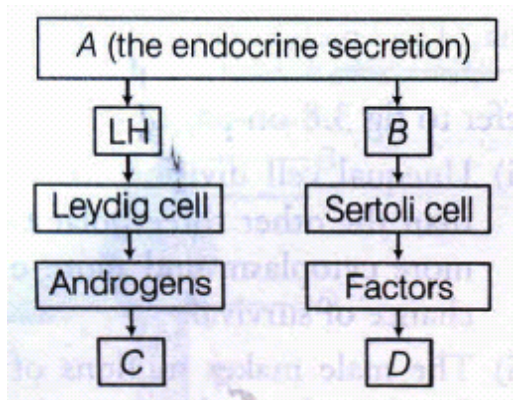 A (the endocrine secretion)
LH
B
Leydig cell
Sertoli cell
Androgens
Factors
C
D